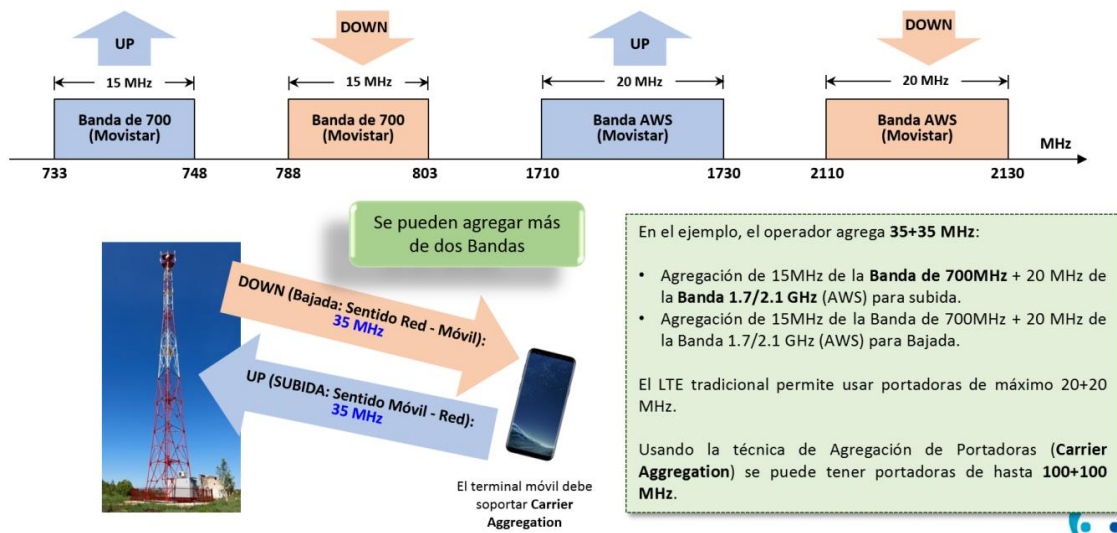 UP
DOWN
UP
DOWN
15 MHz
15 MHz
20 MHz
20 MHz
Banda de 700
(Movistar)
Banda de 700
(Movistar)
Banda AWS
(Movistar)
Banda AWS
(Movistar)
MHz
733
748
788
803
1710
1730
2110
2130
Se pueden agregar más
de dos Bandas
DOWN (Bajada: Sentido Red - Móvil):
35 MHz
UP (SUBIDA: Sentido Móvil - Red):
35 MHz
El terminal móvil debe
soportar Carrier
Aggregation
En el ejemplo, el operador agrega 35+35 MHz:
• Agregación de 15MHz de la Banda de 700MHz + 20 MHz de
la Banda 1.7/2.1 GHz (AWS) para subida.
• Agregación de 15MHz de la Banda de 700MHz + 20 MHz de
la Banda 1.7/2.1 GHz (AWS) para Bajada.
El LTE tradicional permite usar portadoras de máximo 20+20
MHz.
Usando la técnica de Agregación de Portadoras (Carrier
Aggregation) se puede tener portadoras de hasta 100+100
MHz.